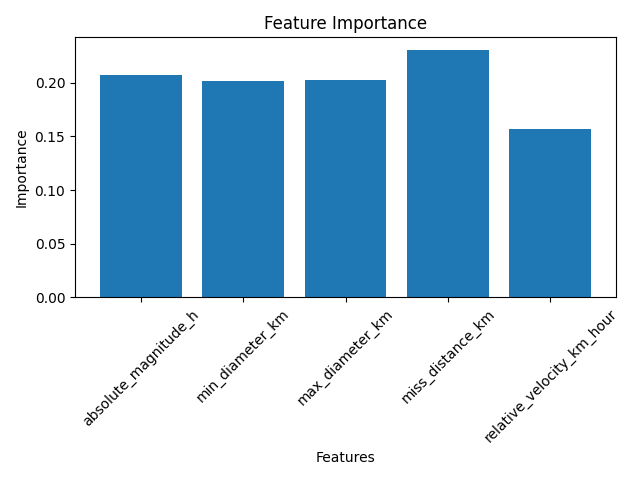 Feature Importance
Importance
0.20
0.15
0.10
0.05
0.00
absolute_magnitude_h
min_diameter_km
max_diameter_km
miss_distance_km
relative_velocity_km_hour
Features